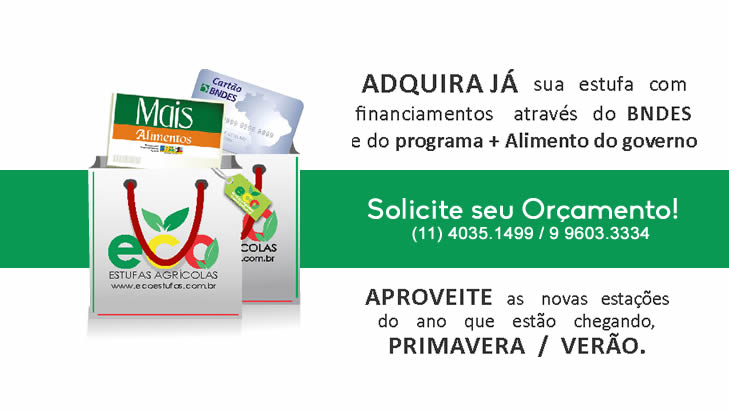 ADQUIRA JÁ sua estufa com
financiamentos através do BNDES
e do programa + Alimento do governo
Solicite seu Orçamento!
(11) 4035.1499 / 9 9603.3334
APROVEITE as novas estações
do ano que estão chegando,
PRIMAVERA / VERÃO.
Cartão
BNDES
Mais
Alimentos
eco
eco
ESTUFAS AGRÍCOLAS
www.ecoestufas.com.br
COLAS
.com.br